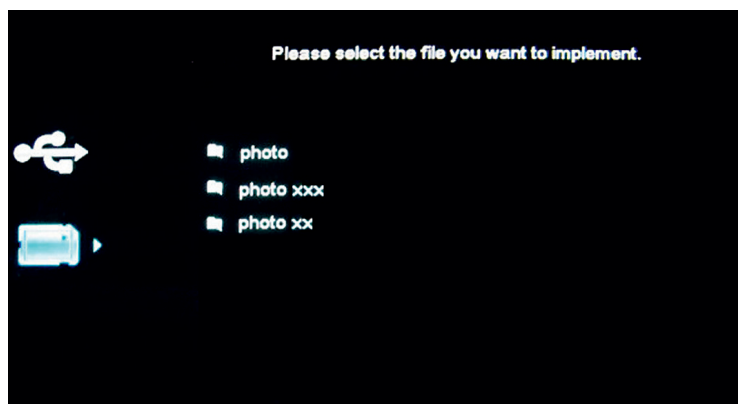 Please select the file you want to implement.
photo
photo xxx
photo xx